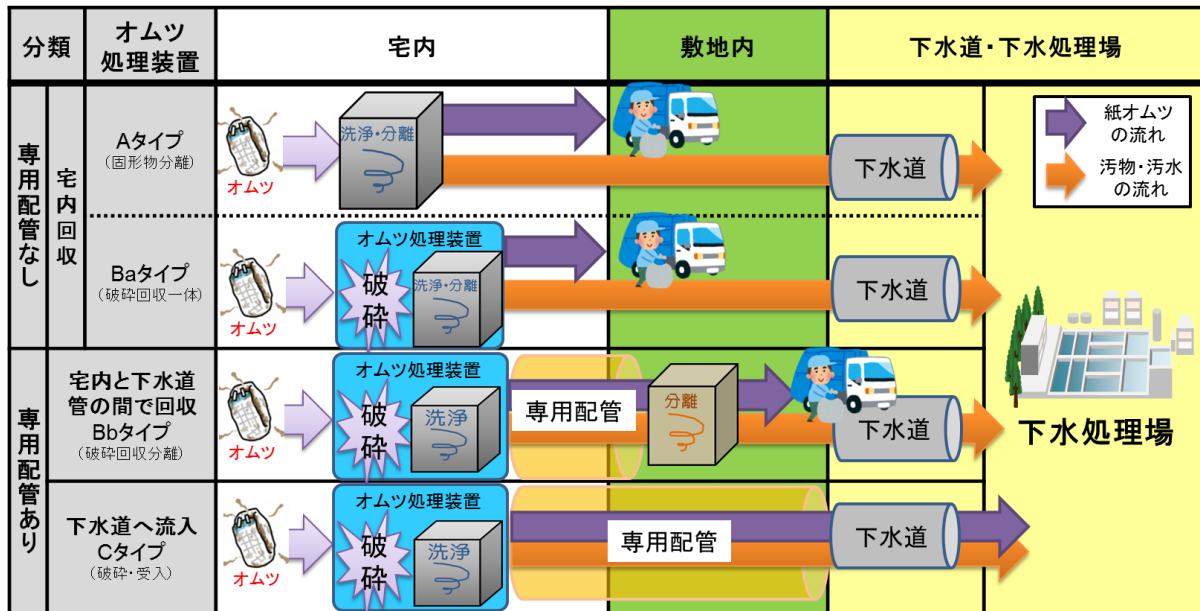 分類
オムツ
処理装置
宅内
敷地内
下水道・下水処理場
専用配管なし
宅内回収
Aタイプ
(固形物分離)
オムツ
洗浄・分離
下水道
紙オムツ
の流れ
汚物・汚水
の流れ
Baタイプ
(破砕回収一体)
オムツ
オムツ処理装置
破砕
洗浄・分離
下水道
専用配管あり
宅内と下水道
管の間で回収
Bbタイプ
(破砕回収分離)
オムツ
オムツ処理装置
破砕
洗浄
専用配管
分離
下水道
下水処理場
下水道へ流入
Cタイプ
(破砕・受入)
オムツ
オムツ処理装置
破砕
洗浄
専用配管
下水道